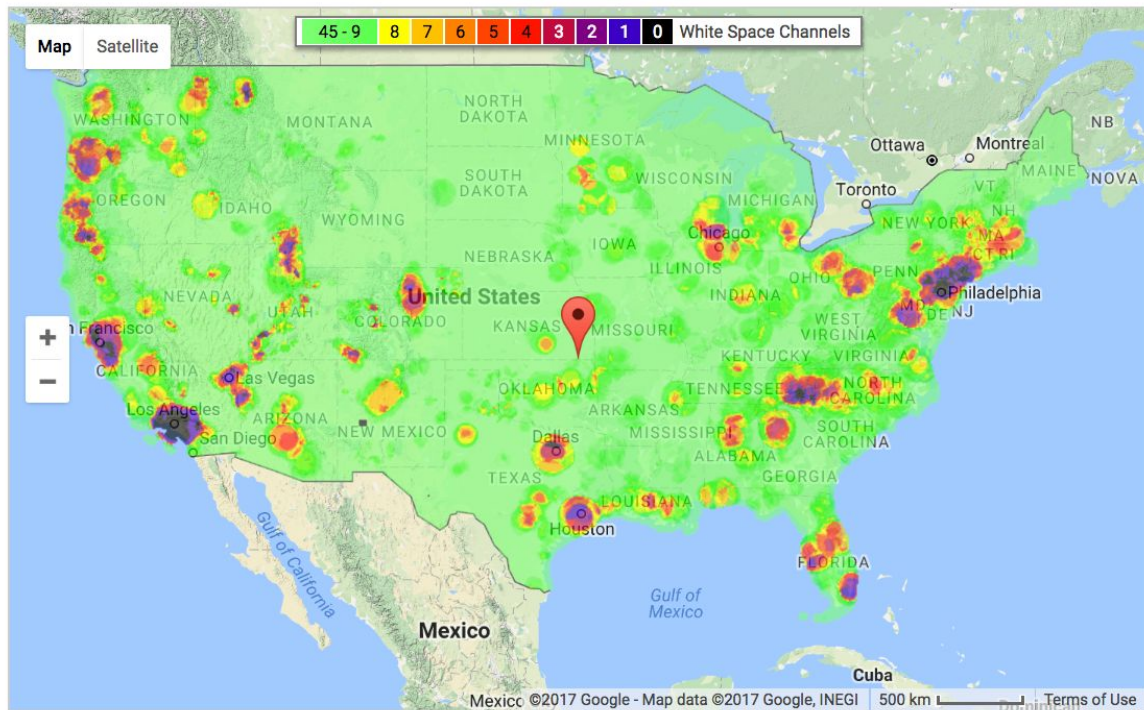 Map Satellite
45 - 9 8 7 6 5 4 3 2 1 0 White Space Channels
NORTH
DAKOTA
NB
WASHINGTON
MONTANA
MINNESOTA
Ottawa
Montreal
MAINE
NOVA
SOUTH
DAKOTA
WISCONSIN
VT
Toronto
OREGON
IDAHO
MICHIGAN
NH
WYOMING
NEW YORK
MA
Chicago
IOWA
CT RI
NEBRASKA
ILLINOIS
OHIO
PENN
NEVADA
United States
INDIANA
Philadelphia
UTAH
MD
DE
NJ
n Francisco
COLORADO
KANSAS
MISSOURI
WEST
VIRGINIA
+
KENTUCKY
VIRGINIA
CALIFORNIA
Las Vegas
−
OKLAHOMA
TENNESSEE
NORTH
CAROLINA
Los Angeles
ARKANSAS
ARIZONA
NEW MEXICO
MISSISSIPPI
SOUTH
CAROLINA
San Diego
Dallas
ALABAMA
TEXAS
GEORGIA
LOUISIANA
Houston
Gulf of California
FLORIDA
Gulf of
Mexico
Mexico
Cuba
Mexico ©2017 Google - Map data ©2017 Google, INEGI 500 km Terms of Use